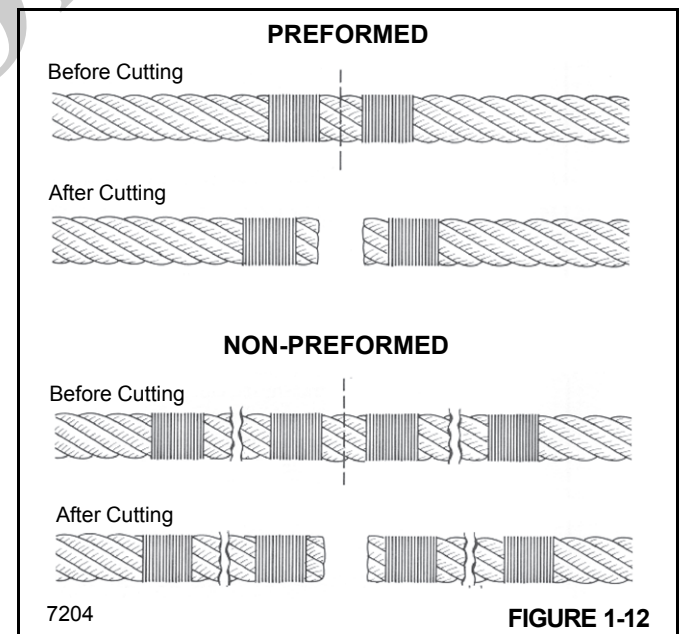 PREFORMED
Before Cutting
After Cutting
NON-PREFORMED
Before Cutting
After Cutting
7204
FIGURE 1-12